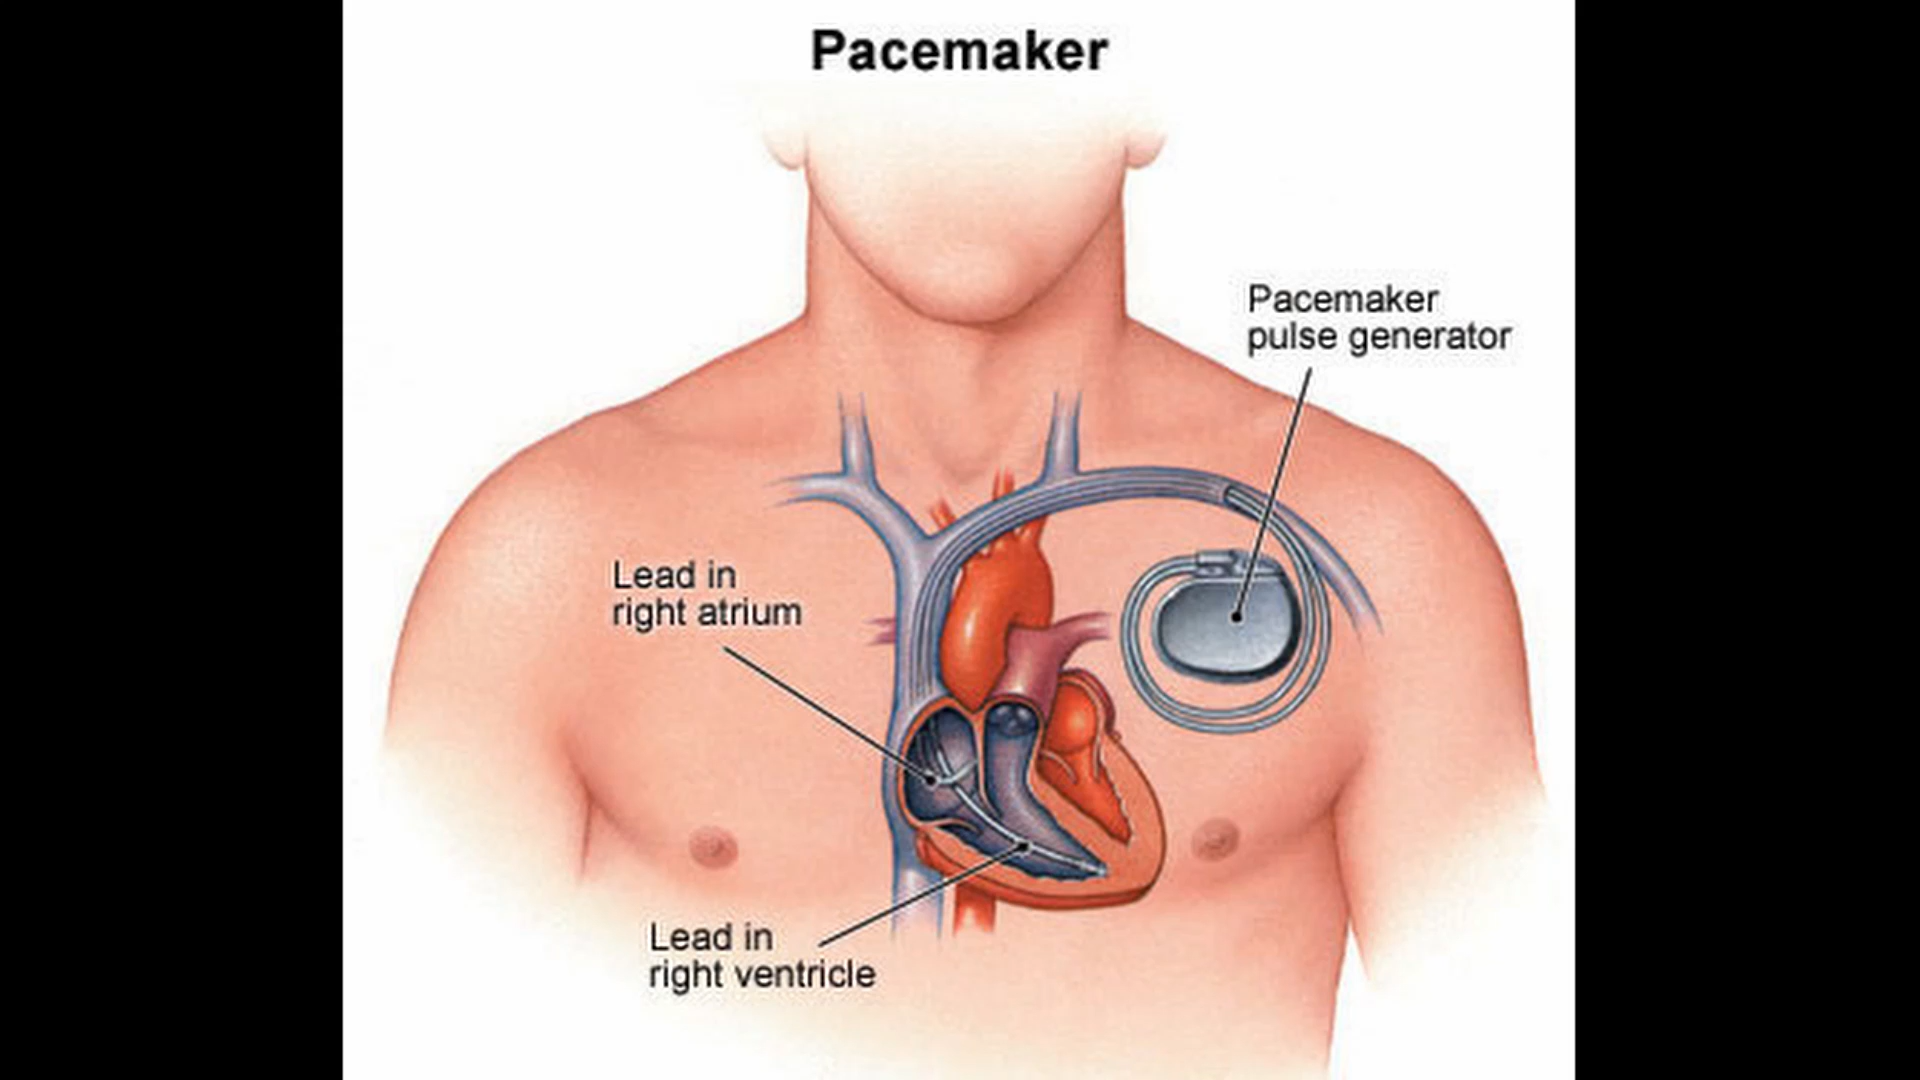 Pacemaker
Pacemaker
pulse generator
Lead in
right atrium
Lead in
right ventricle